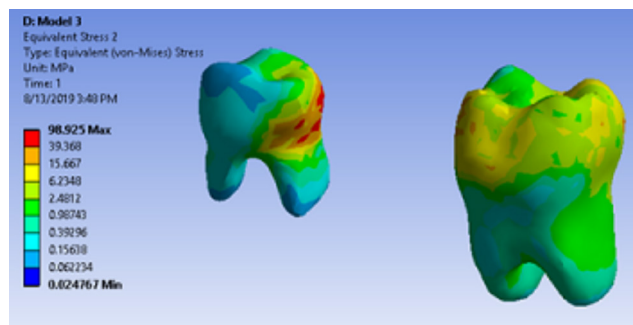 D: Model 3
Equivalent Stress 2
Type: Equivalent (von-Mises) Stress
Unit: MPa
Time: 1
8/13/2019 3:48 PM
98.925 Max
39.368
15.667
6.2348
2.4812
0.98743
0.39296
0.15638
0.062234
0.024767 Min